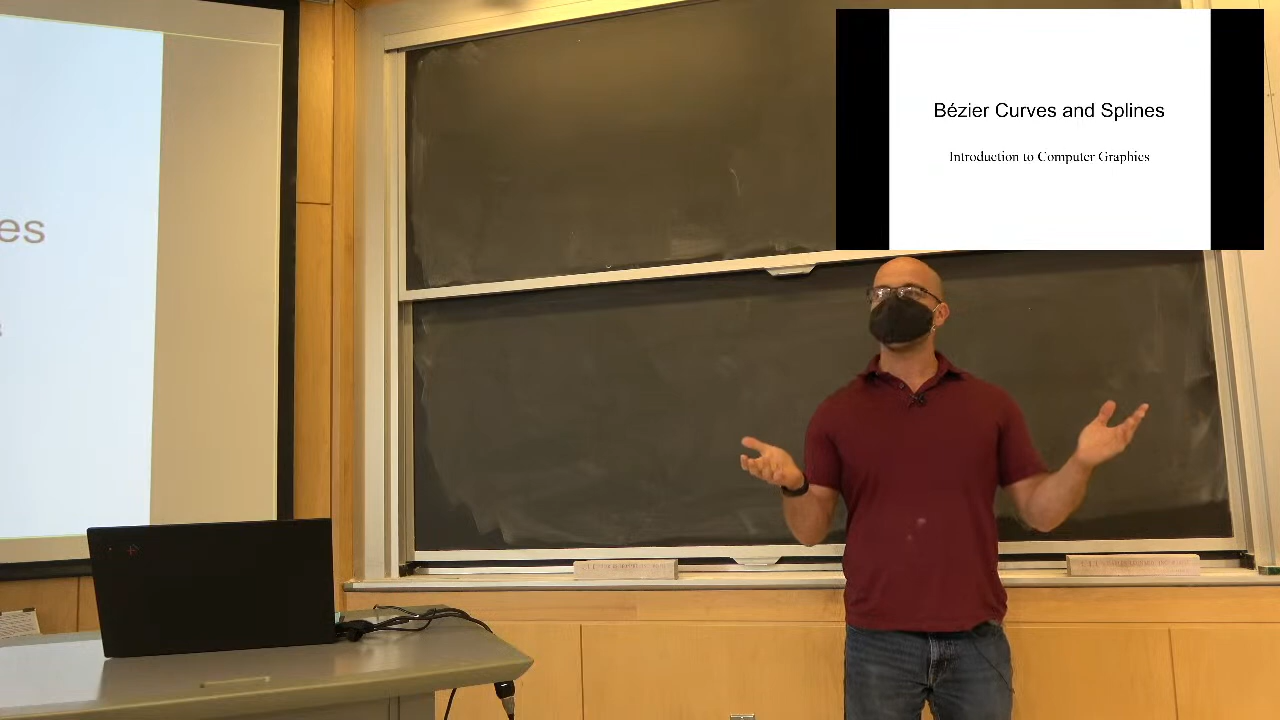 Bézier Curves and Splines
Introduction to Computer Graphics
es
s